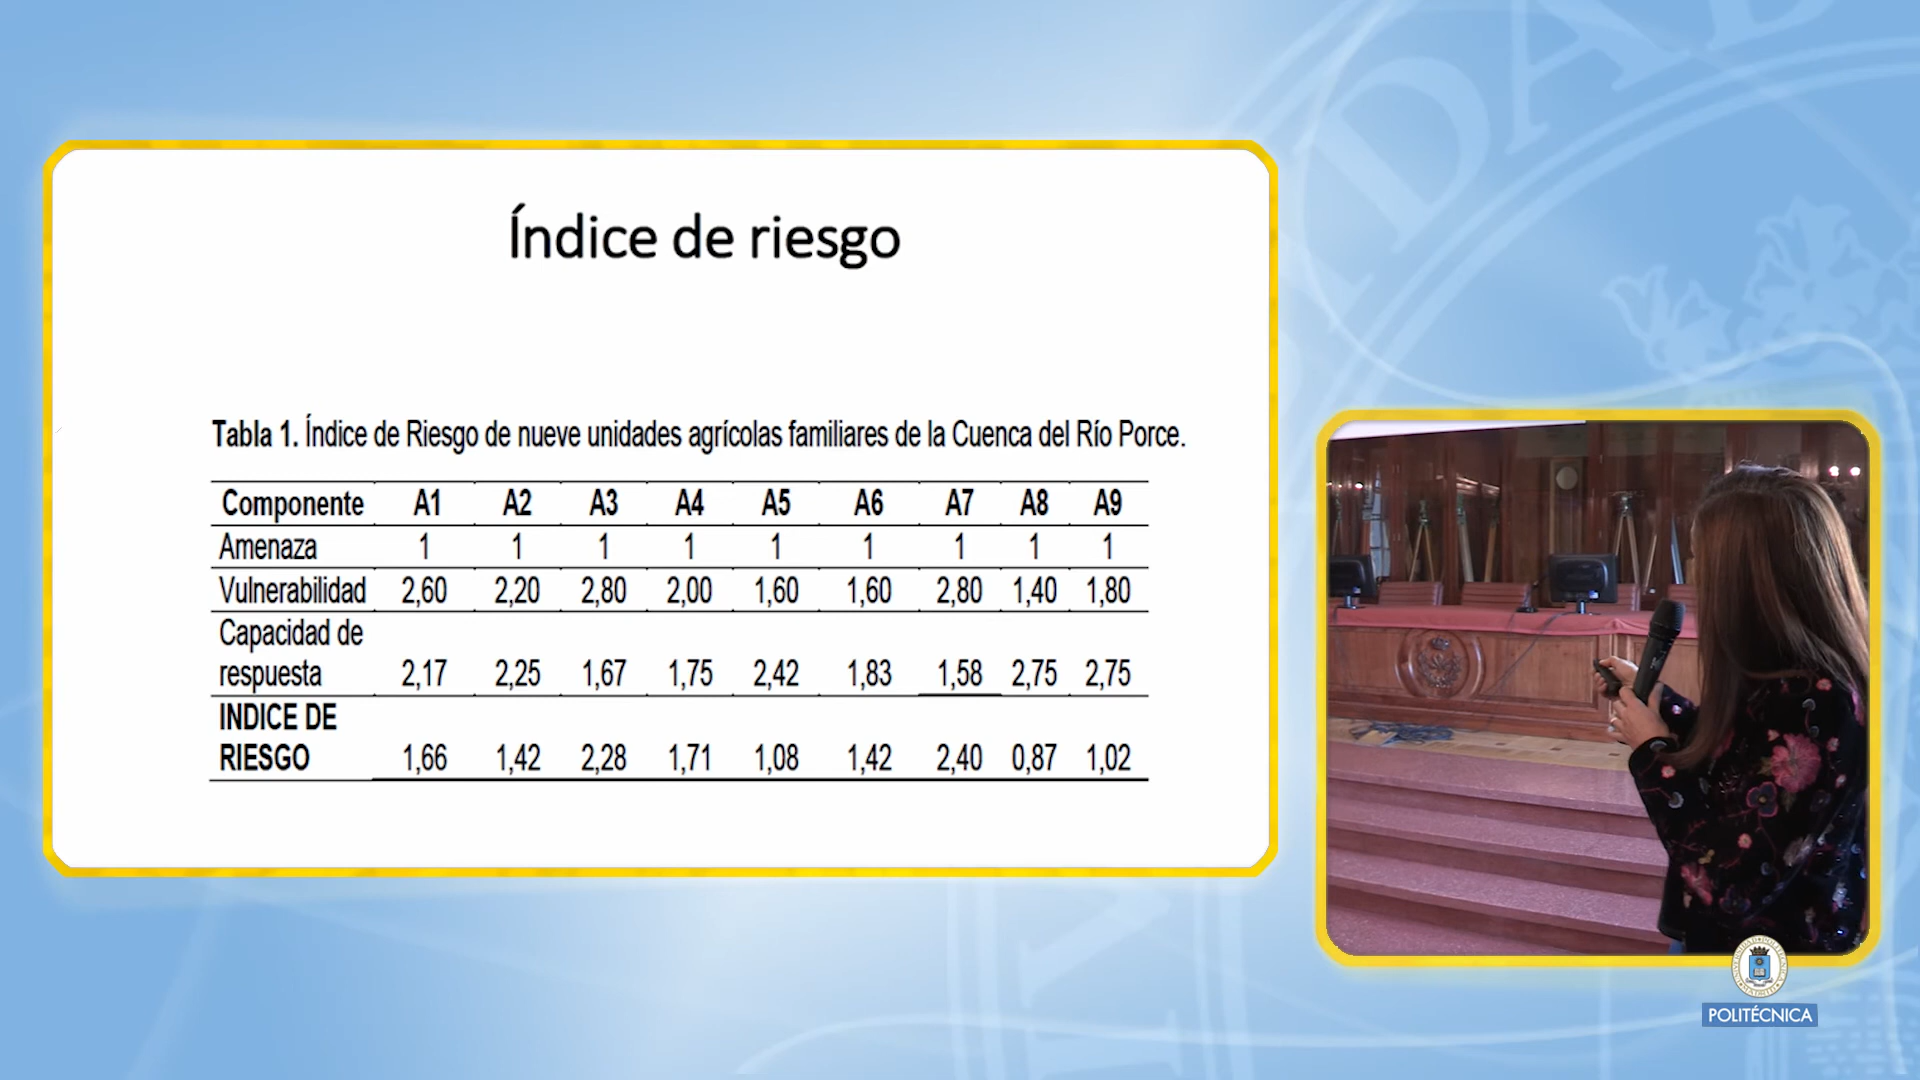 Índice de riesgo
Tabla 1. Índice de Riesgo de nueve unidades agrícolas familiares de la Cuenca del Río Porce.
Componente A1 A2 A3 A4 A5 A6 A7 A8 A9
Amenaza 1 1 1 1 1 1 1 1 1
Vulnerabilidad 2,60 2,20 2,80 2,00 1,60 1,60 2,80 1,40 1,80
Capacidad de
respuesta 2,17 2,25 1,67 1,75 2,42 1,83 1,58 2,75 2,75
INDICE DE
RIESGO 1,66 1,42 2,28 1,71 1,08 1,42 2,40 0,87 1,02
POLITÉCNICA